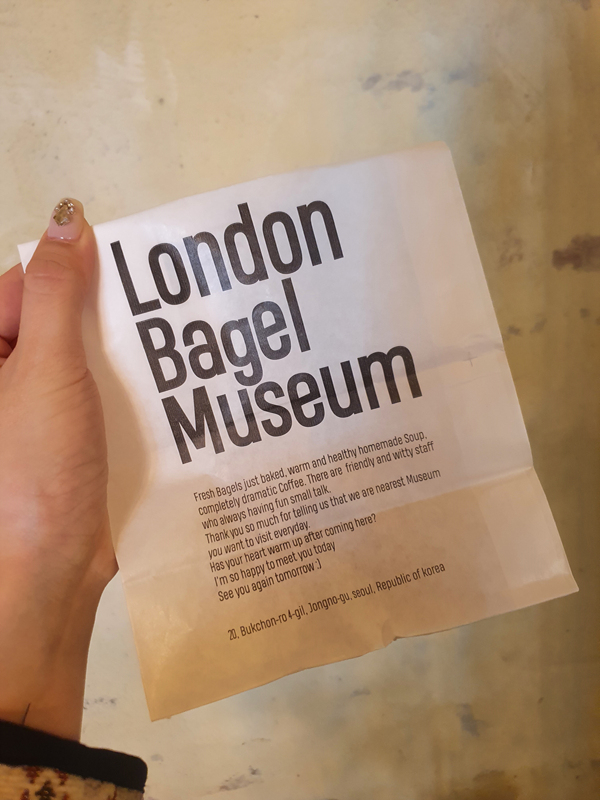 London
Bagel
Museum
Fresh Bagels just baked, warm and healthy homemade Soup,
completely dramatic Coffee. There are friendly and witty staff
who always having fun small talk.
Thank you so much for telling us that we are nearest Museum
you want to visit everyday.
Has your heart warm up after coming here?
I'm so happy to meet you today
See you again tomorrow :)
20, Bukchon-ro 4-gil, Jongno-gu, seoul, Republic of korea